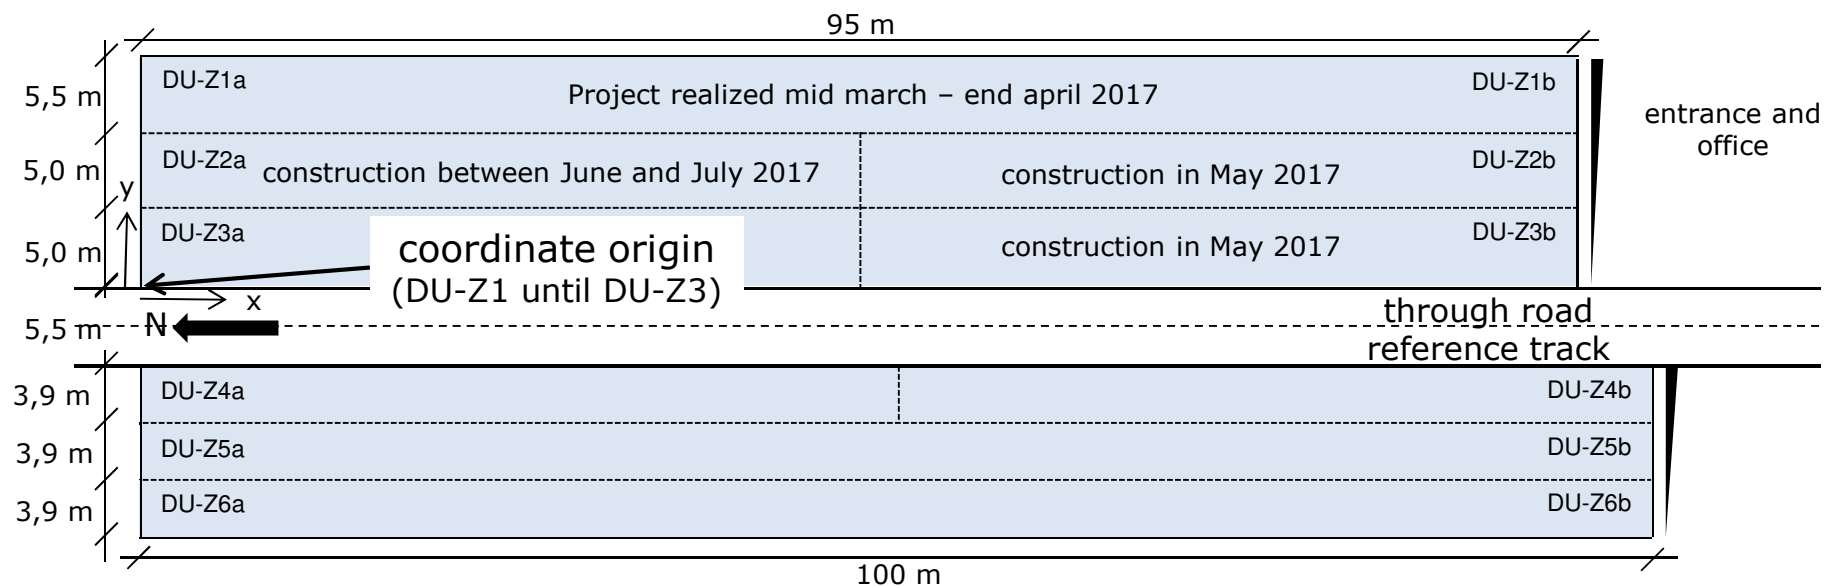 95 m
5,5 m
DU-Z1a
Project realized mid march – end april 2017
DU-Z1b
entrance and
office
5,0 m
DU-Z2a
construction between June and July 2017
construction in May 2017
DU-Z2b
y
5,0 m
DU-Z3a
coordinate origin
(DU-Z1 until DU-Z3)
construction in May 2017
DU-Z3b
x
5,5 m
N
through road
reference track
3,9 m
DU-Z4a
DU-Z4b
3,9 m
DU-Z5a
DU-Z5b
3,9 m
DU-Z6a
DU-Z6b
100 m